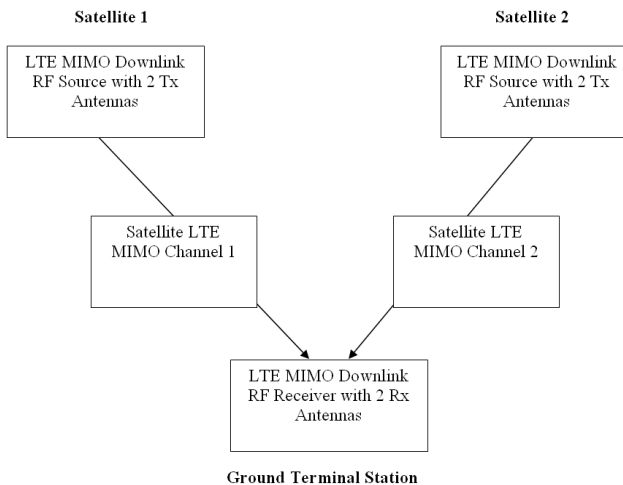 Satellite 1
Satellite 2
LTE MIMO Downlink
RF Source with 2 Tx
Antennas
LTE MIMO Downlink
RF Source with 2 Tx
Antennas
Satellite LTE
MIMO Channel 1
Satellite LTE
MIMO Channel 2
LTE MIMO Downlink
RF Receiver with 2 Rx
Antennas
Ground Terminal Station